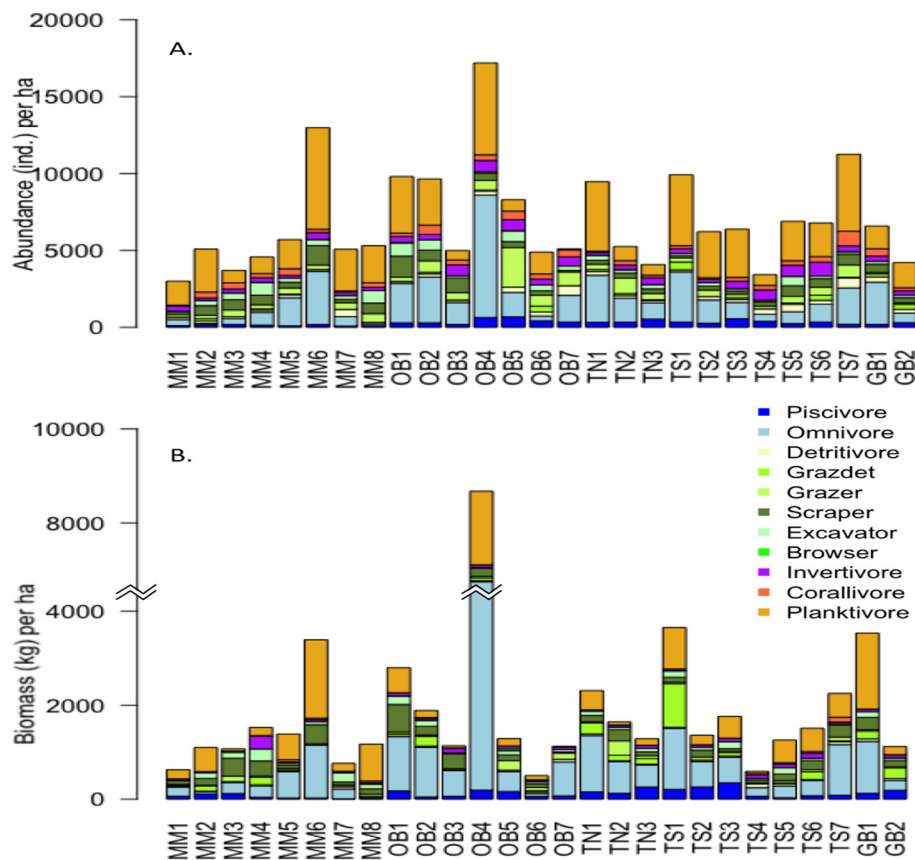 20000
A.
15000
10000
5000
0
Abundance (ind.) per ha
MM1 MM2 MM3 MM4 MM5 MM6 MM7 MM8 OB1 OB2 OB3 OB4 OB5 OB6 OB7 TN1 TN2 TN3 TS1 TS2 TS3 TS4 TS5 TS6 TS7 GB1 GB2
10000
B.
8000
4000
2000
0
Biomass (kg) per ha
Piscivore
Omnivore
Detritivore
Grazdet
Grazer
Scraper
Excavator
Browser
Invertivore
Corallivore
Planktivore
MM1 MM2 MM3 MM4 MM5 MM6 MM7 MM8 OB1 OB2 OB3 OB4 OB5 OB6 OB7 TN1 TN2 TN3 TS1 TS2 TS3 TS4 TS5 TS6 TS7 GB1 GB2